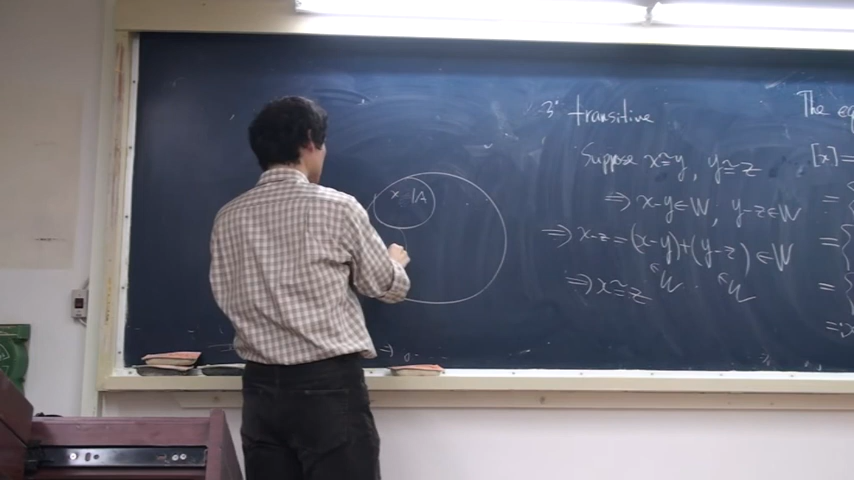 3° transitive
Suppose x≅y, y≅z
⇒ x-y∈W, y-z∈W
⇒ x-z = (x-y)+(y-z) ∈W
∈W ∈W
⇒ x≅z
The eq
[x]=
=
=
=